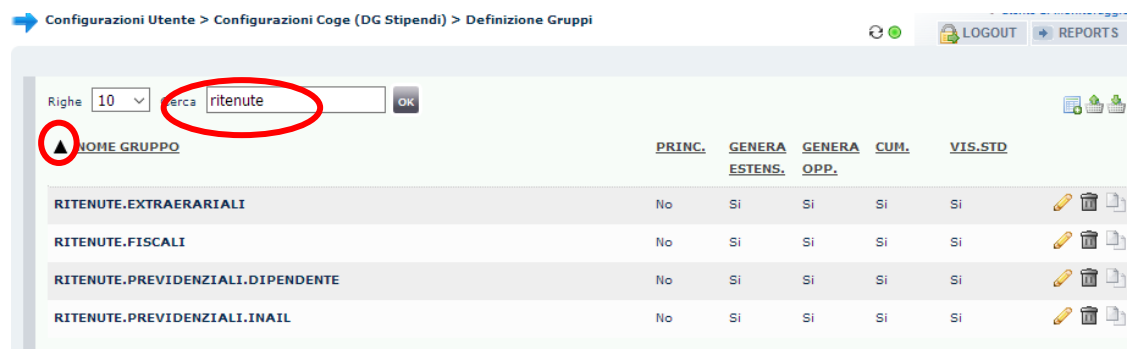 Configurazioni Utente > Configurazioni Coge (DG Stipendi) > Definizione Gruppi
LOGOUT REPORTS
Righe 10 Cerca ritenute OK
NOME GRUPPO PRINC. GENERA ESTENS. GENERA OPP. CUM. VIS.STD
RITENUTE.EXTRAERARIALI No Si Si Si Si
RITENUTE.FISCALI No Si Si Si Si
RITENUTE.PREVIDENZIALI.DIPENDENTE No Si Si Si Si
RITENUTE.PREVIDENZIALI.INAIL No Si Si Si Si